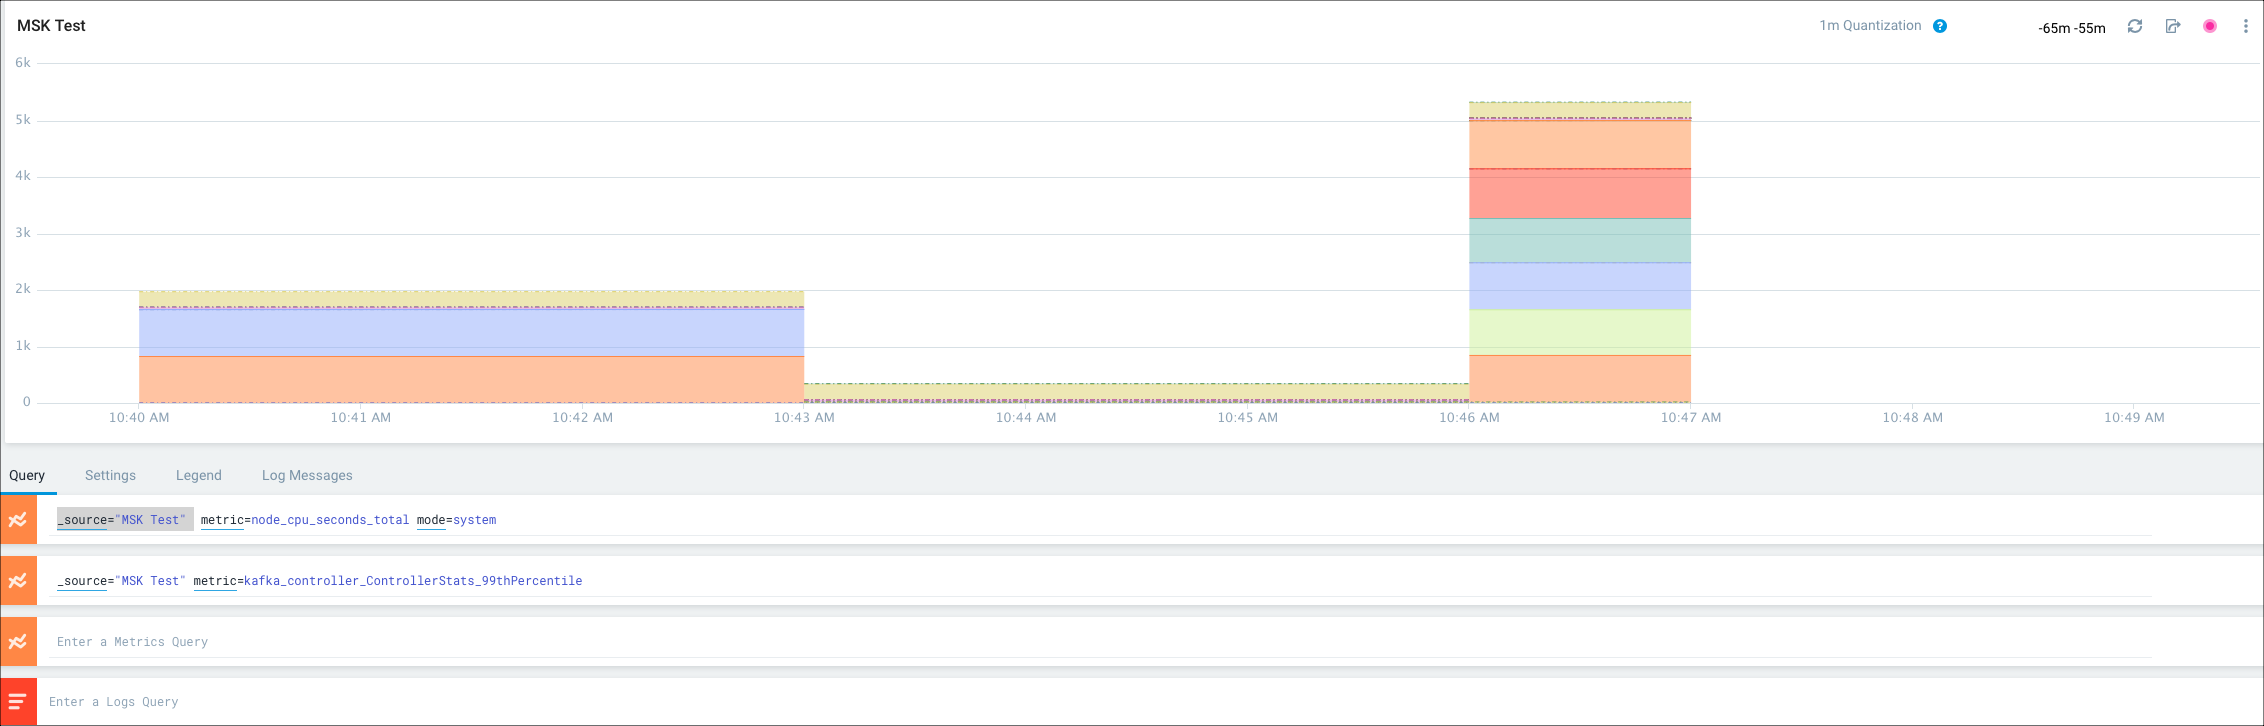 MSK Test
1m Quantization ? -65m -55m
6k
5k
4k
3k
2k
1k
0
10:40 AM 10:41 AM 10:42 AM 10:43 AM 10:44 AM 10:45 AM 10:46 AM 10:47 AM 10:48 AM 10:49 AM
Query Settings Legend Log Messages
_source="MSK Test" metric=node_cpu_seconds_total mode=system
_source="MSK Test" metric=kafka_controller_ControllerStats_99thPercentile
Enter a Metrics Query
Enter a Logs Query